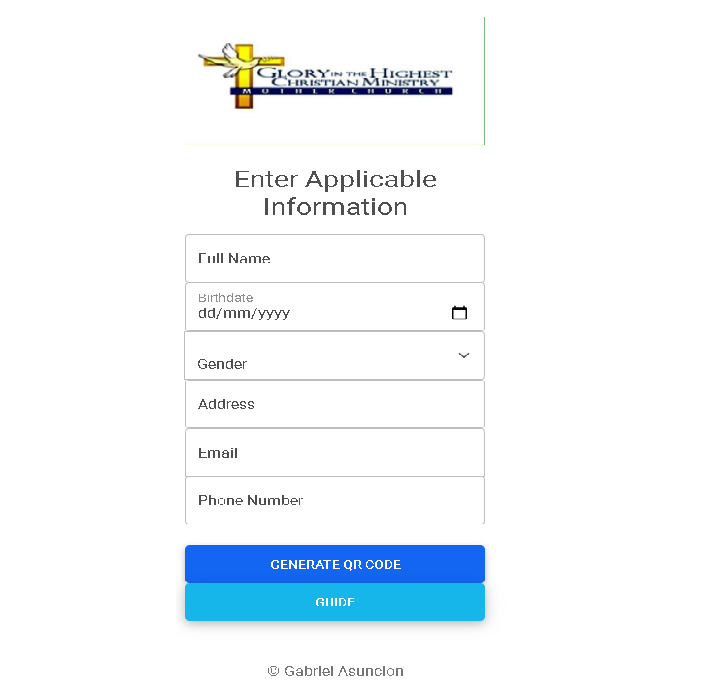 GLORY IN THE HIGHEST
CHRISTIAN MINISTRY
MOTHER CHURCH
Enter Applicable
Information
Full Name
Birthdate
dd/mm/yyyy
Gender
Address
Email
Phone Number
GENERATE QR CODE
GUIDE
© Gabriel Asuncion